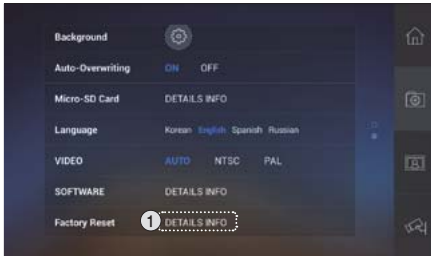 Background
Auto-Overwriting ON OFF
Micro-SD Card DETAILS INFO
Language Korean English Spanish Russian
VIDEO AUTO NTSC PAL
SOFTWARE DETAILS INFO
Factory Reset 1 DETAILS INFO